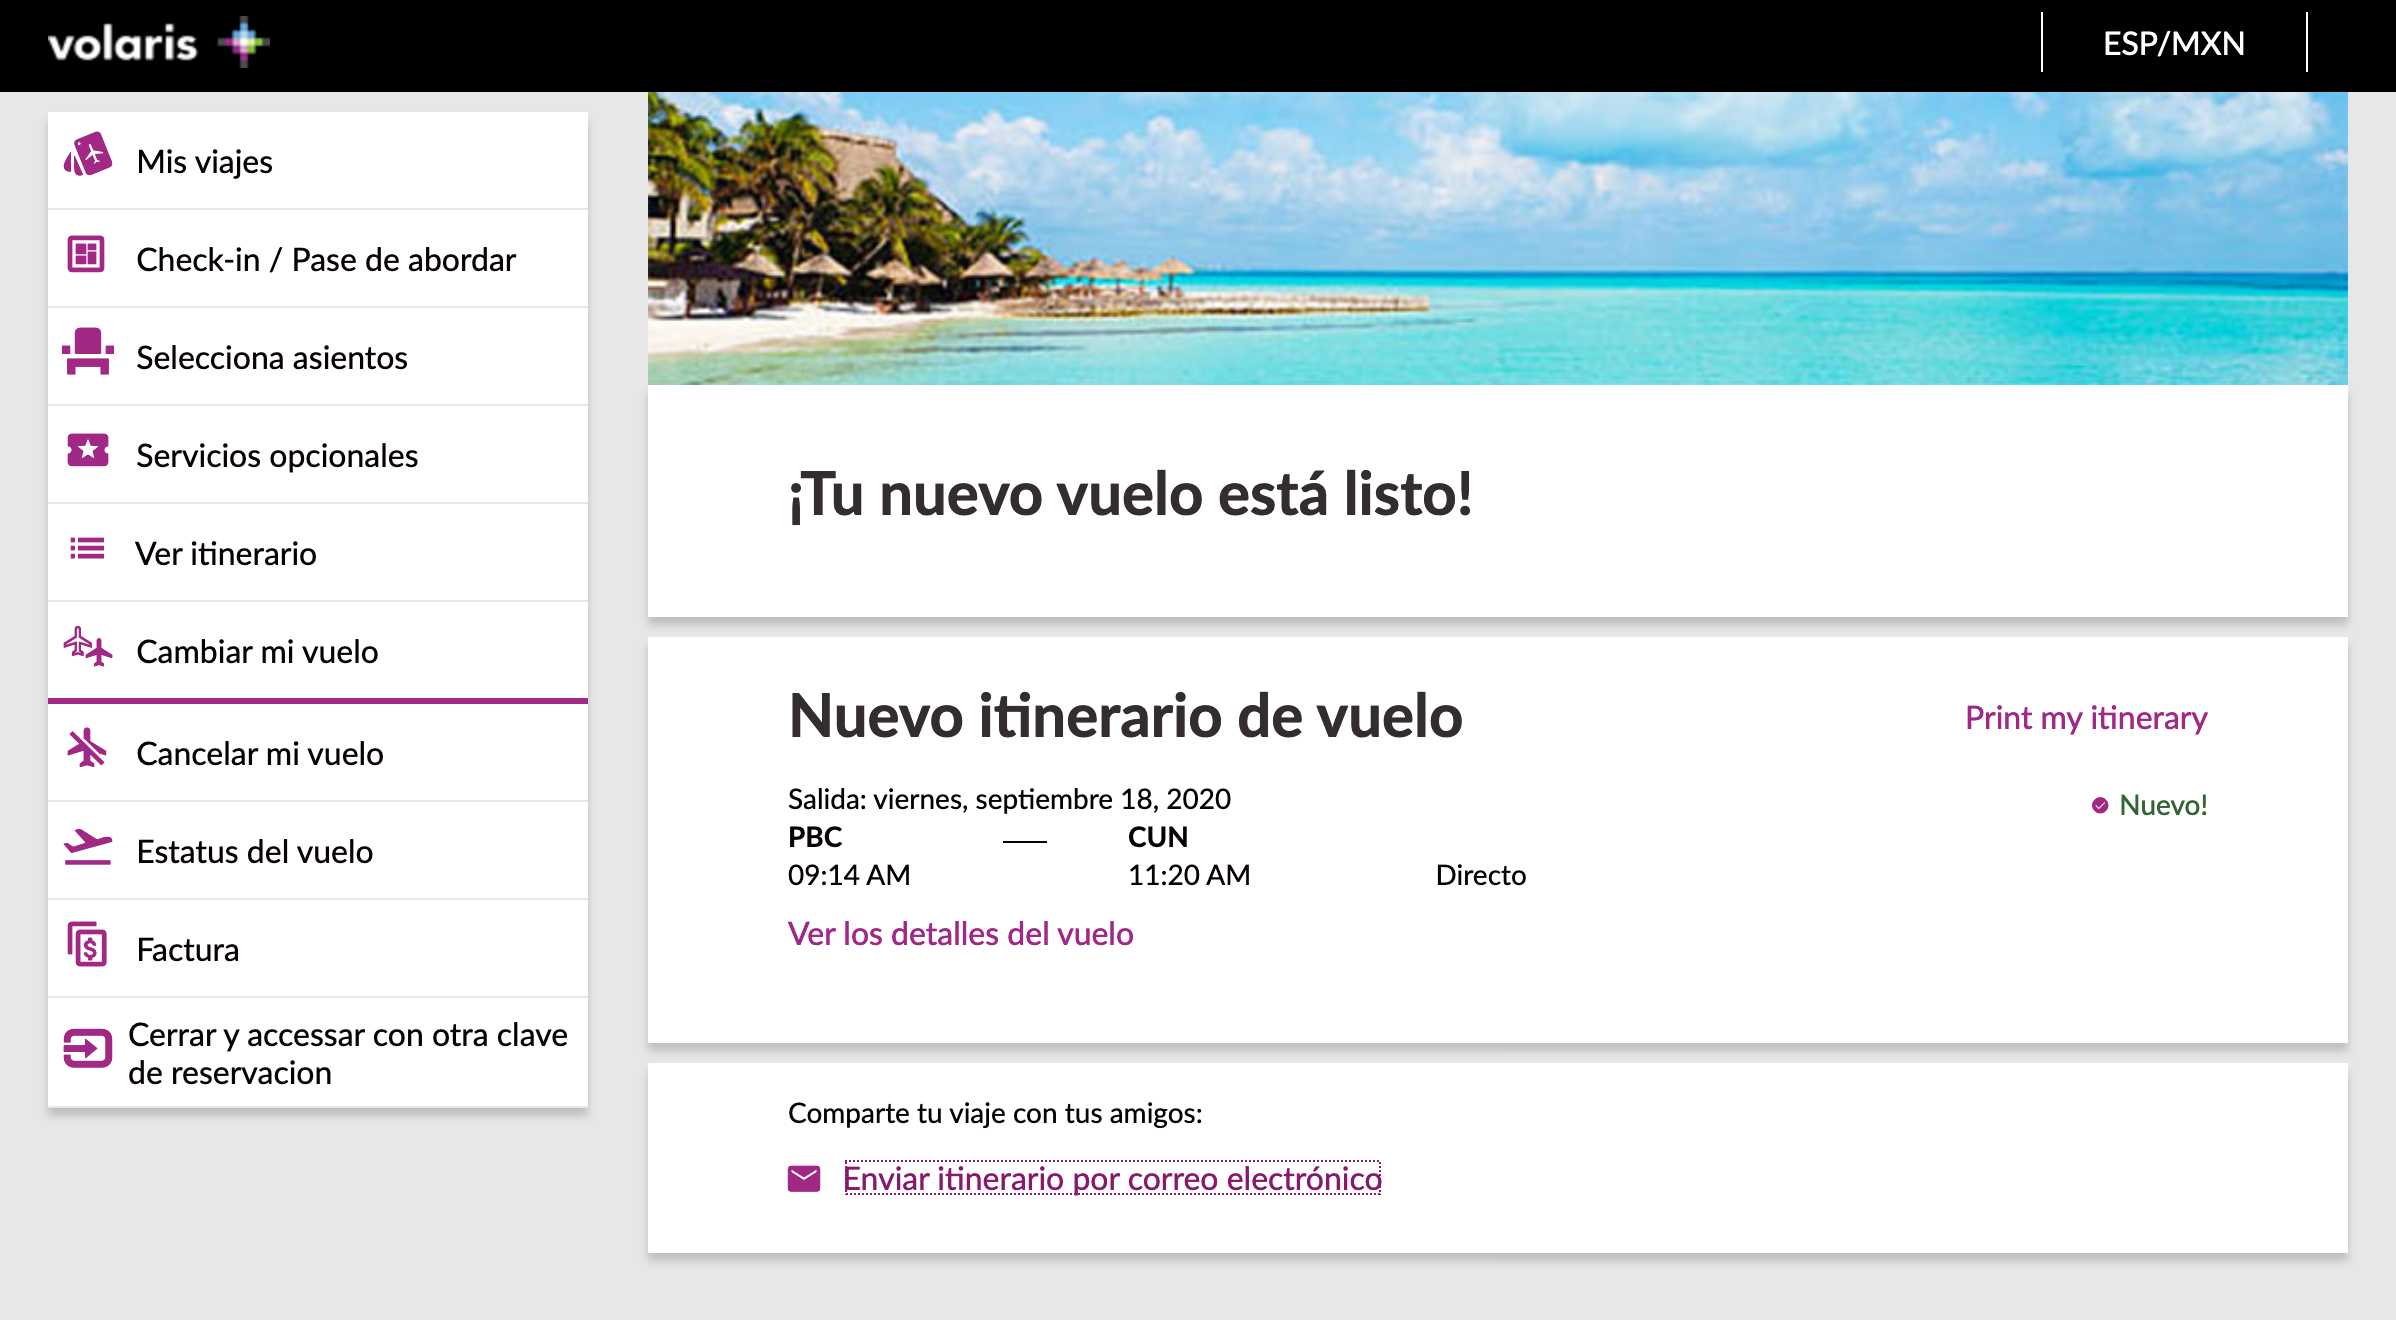 volaris
ESP/MXN
Mis viajes
Check-in / Pase de abordar
Selecciona asientos
Servicios opcionales
Ver itinerario
Cambiar mi vuelo
Cancelar mi vuelo
Estatus del vuelo
Factura
Cerrar y accessar con otra clave
de reservacion
¡Tu nuevo vuelo está listo!
Nuevo itinerario de vuelo
Print my itinerary
Salida: viernes, septiembre 18, 2020
Nuevo!
PBC — CUN
09:14 AM 11:20 AM Directo
Ver los detalles del vuelo
Comparte tu viaje con tus amigos:
Enviar itinerario por correo electrónico